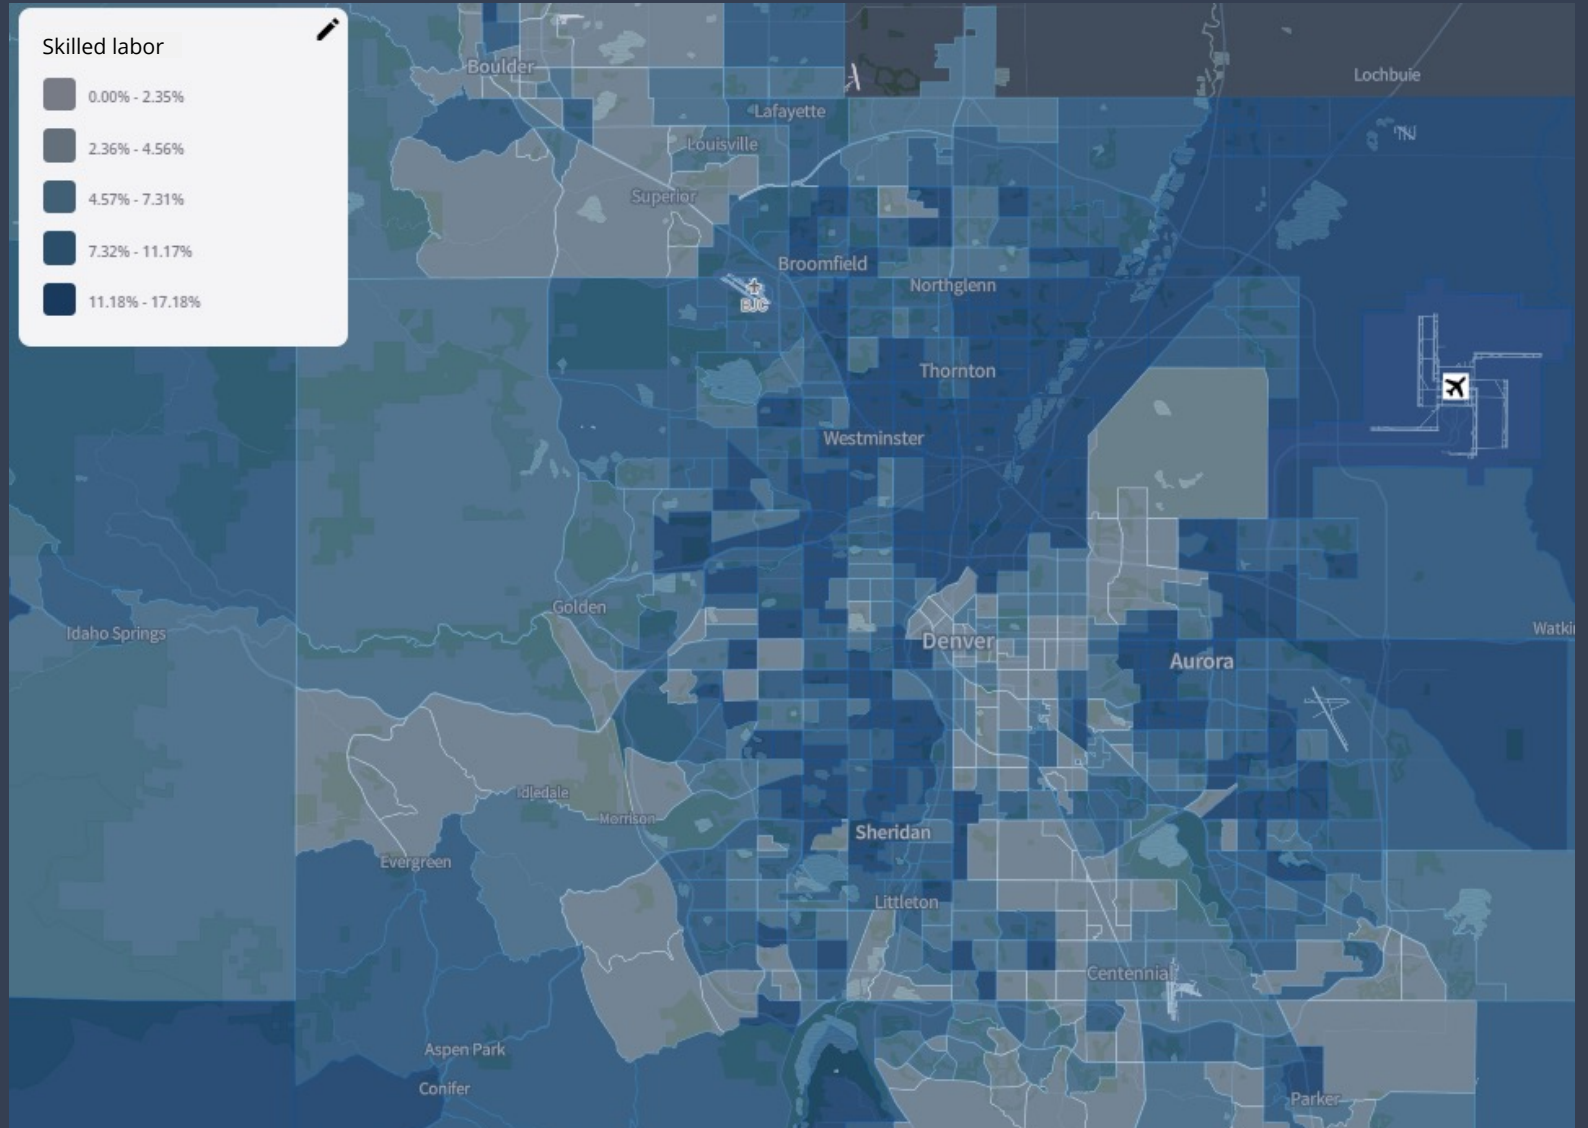 Skilled labor
0.00% - 2.35%
2.36% - 4.56%
4.57% - 7.31%
7.32% - 11.17%
11.18% - 17.18%
Boulder
Lochbuie
Lafayette
Louisville
Superior
Broomfield
Northglenn
BJC
Thornton
Westminster
Golden
Idaho Springs
Denver
Watki
Aurora
Idledale
Morrison
Sheridan
Evergreen
Littleton
Centennial
Aspen Park
Conifer
Parker